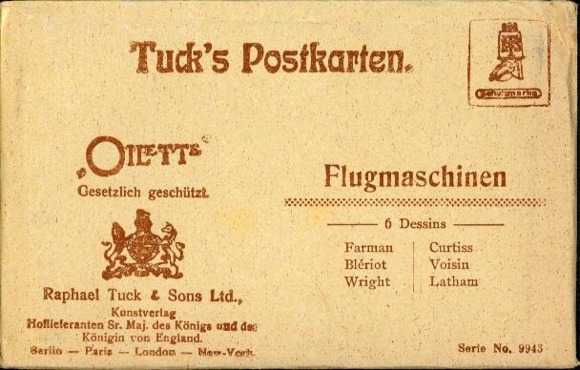 Tuck's Postkarten.
Schutzmarke
„Oilette“
Gesetzlich geschützt.
Flugmaschinen
6 Dessins
Farman Curtiss
Blériot Voisin
Wright Latham
Raphael Tuck & Sons Ltd.,
Kunstverlag
Hoflieferanten Sr. Maj. des Königs und der
Königin von England.
Berlin — Paris — London — New-York.
Serie No. 9943